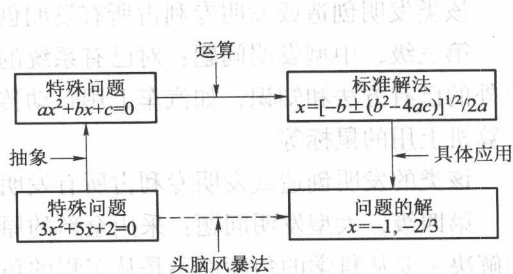 运算
特殊问题
ax²+bx+c=0
标准解法
x=[-b±(b²-4ac)]^{1/2}/2a
抽象
具体应用
特殊问题
3x²+5x+2=0
问题的解
x=-1,-2/3
头脑风暴法